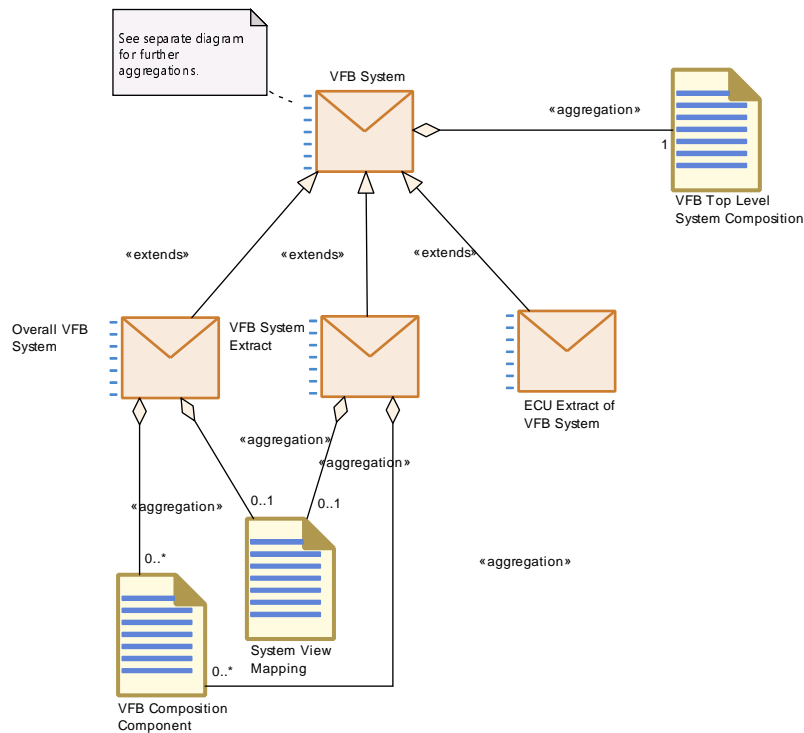 See separate diagram
for further
aggregations.
VFB System
«aggregation»
1
VFB Top Level
System Composition
«extends»
«extends»
«extends»
Overall VFB
System
VFB System
Extract
ECU Extract of
VFB System
«aggregation»
«aggregation»
«aggregation»
0..1
0..1
0..*
«aggregation»
System View
Mapping
0..*
VFB Composition
Component